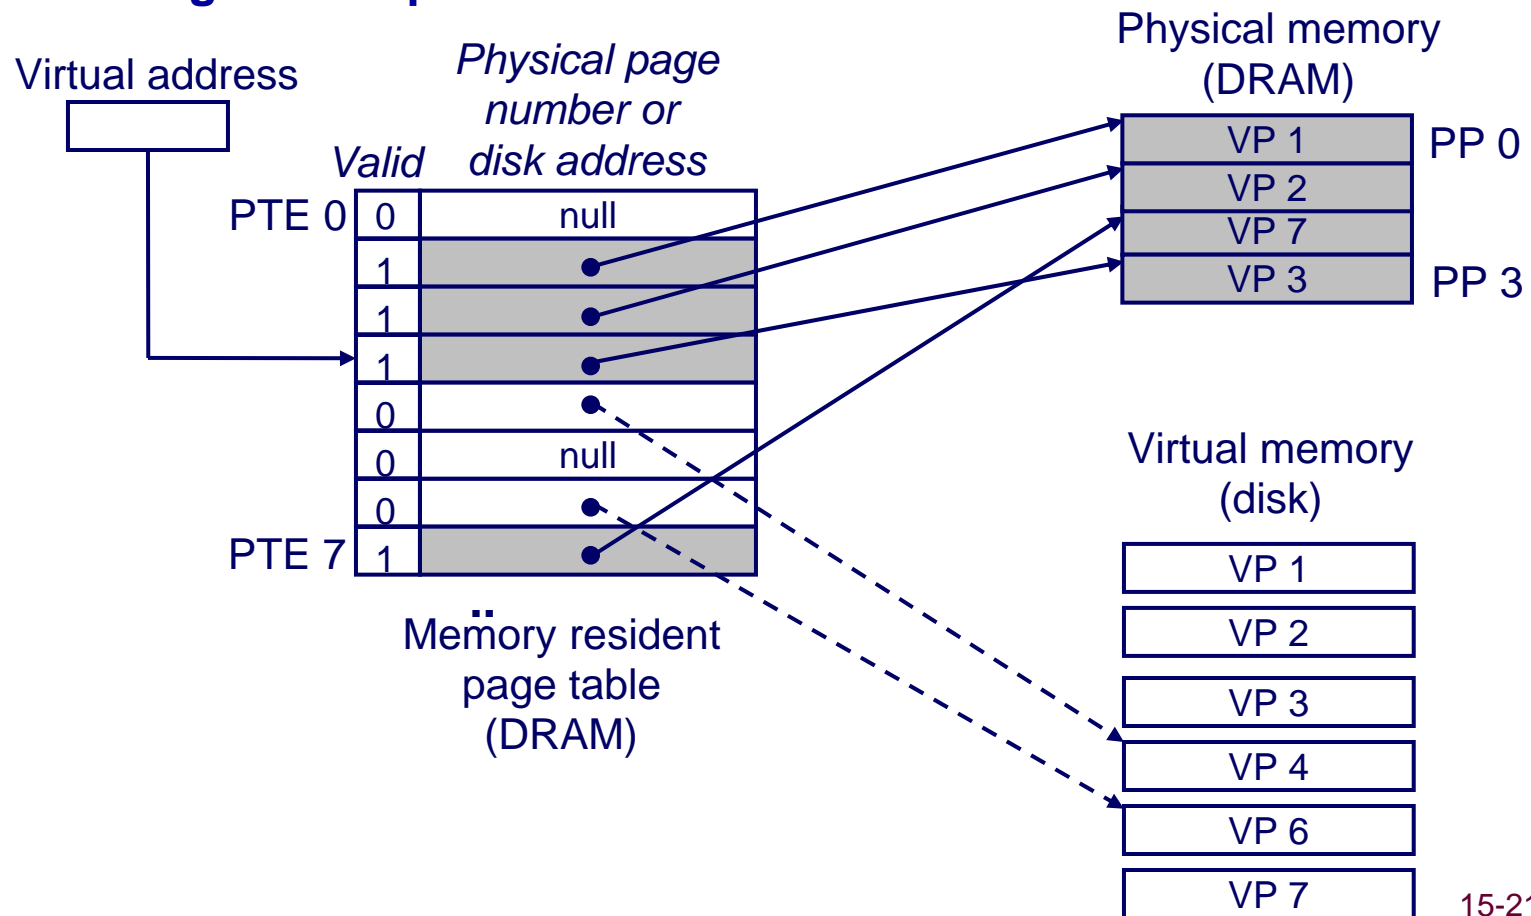 Virtual address
Physical page
number or
disk address
Valid
PTE 0
0
null
1
1
1
0
0
null
0
PTE 7
1
Memory resident
page table
(DRAM)
Physical memory
(DRAM)
VP 1
PP 0
VP 2
VP 7
VP 3
PP 3
Virtual memory
(disk)
VP 1
VP 2
VP 3
VP 4
VP 6
VP 7